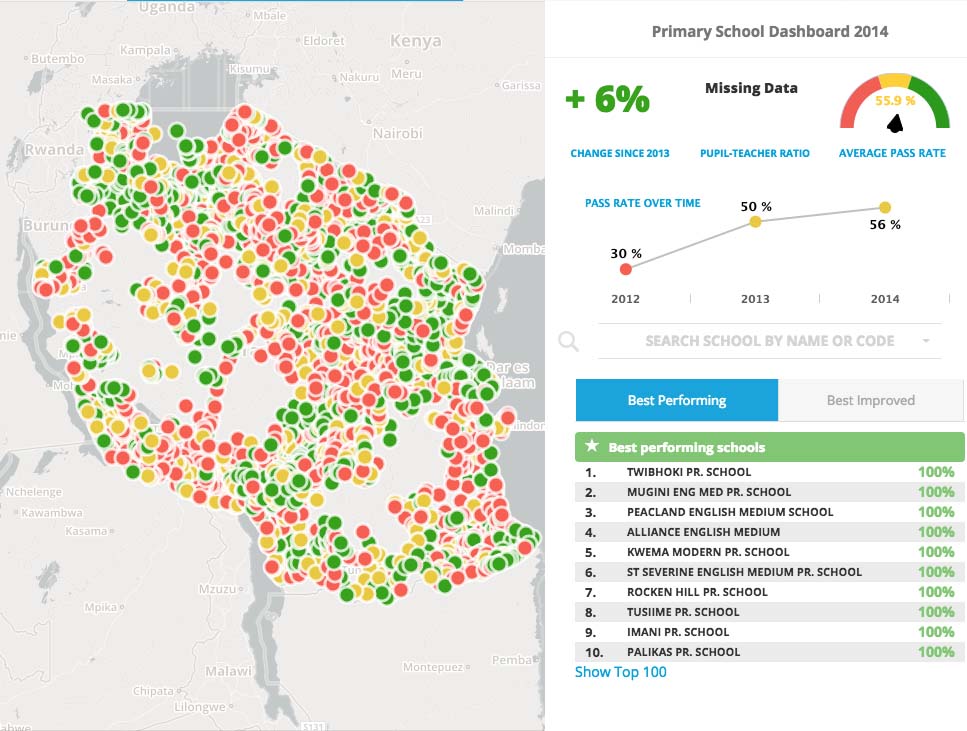 Uganda
Mbale
Eldoret
Kenya
Butembo
Kampala
Masaka
Kisumu
Nakuru
Meru
Garissa
Nairobi
Rwanda
Malindi
A23
Nchelenge
Kawambwa
Kasama
Mzuzu
Mpika
Malawi
Montepuez
Pemba
Chipata
Lilongwe
S131
Primary School Dashboard 2014
+ 6%
Missing Data
55.9 %
CHANGE SINCE 2013
PUPIL-TEACHER RATIO
AVERAGE PASS RATE
PASS RATE OVER TIME
30 %
50 %
56 %
2012
2013
2014
SEARCH SCHOOL BY NAME OR CODE
Best Performing
Best Improved
Best performing schools
1. TWIBHOKI PR. SCHOOL 100%
2. MUGINI ENG MED PR. SCHOOL 100%
3. PEACLAND ENGLISH MEDIUM SCHOOL 100%
4. ALLIANCE ENGLISH MEDIUM 100%
5. KWEMA MODERN PR. SCHOOL 100%
6. ST SEVERINE ENGLISH MEDIUM PR. SCHOOL 100%
7. ROCKEN HILL PR. SCHOOL 100%
8. TUSIIME PR. SCHOOL 100%
9. IMANI PR. SCHOOL 100%
10. PALIKAS PR. SCHOOL 100%
Show Top 100